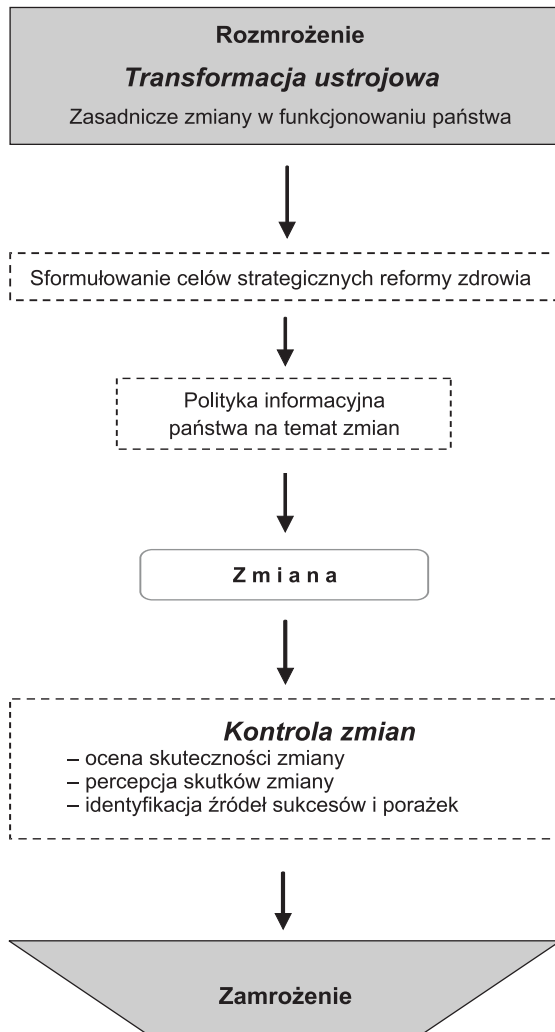 Rozmrożenie
Transformacja ustrojowa
Zasadnicze zmiany w funkcjonowaniu państwa
Sformułowanie celów strategicznych reformy zdrowia
Polityka informacyjna
państwa na temat zmian
Z m i a n a
Kontrola zmian
– ocena skuteczności zmiany
– percepcja skutków zmiany
– identyfikacja źródeł sukcesów i porażek
Zamrożenie